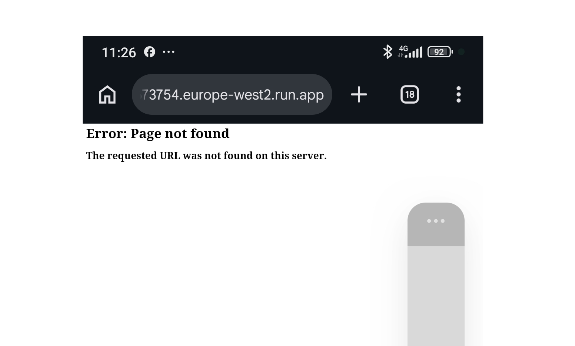 11:26
4G
92
73754.europe-west2.run.app
18
Error: Page not found
The requested URL was not found on this server.